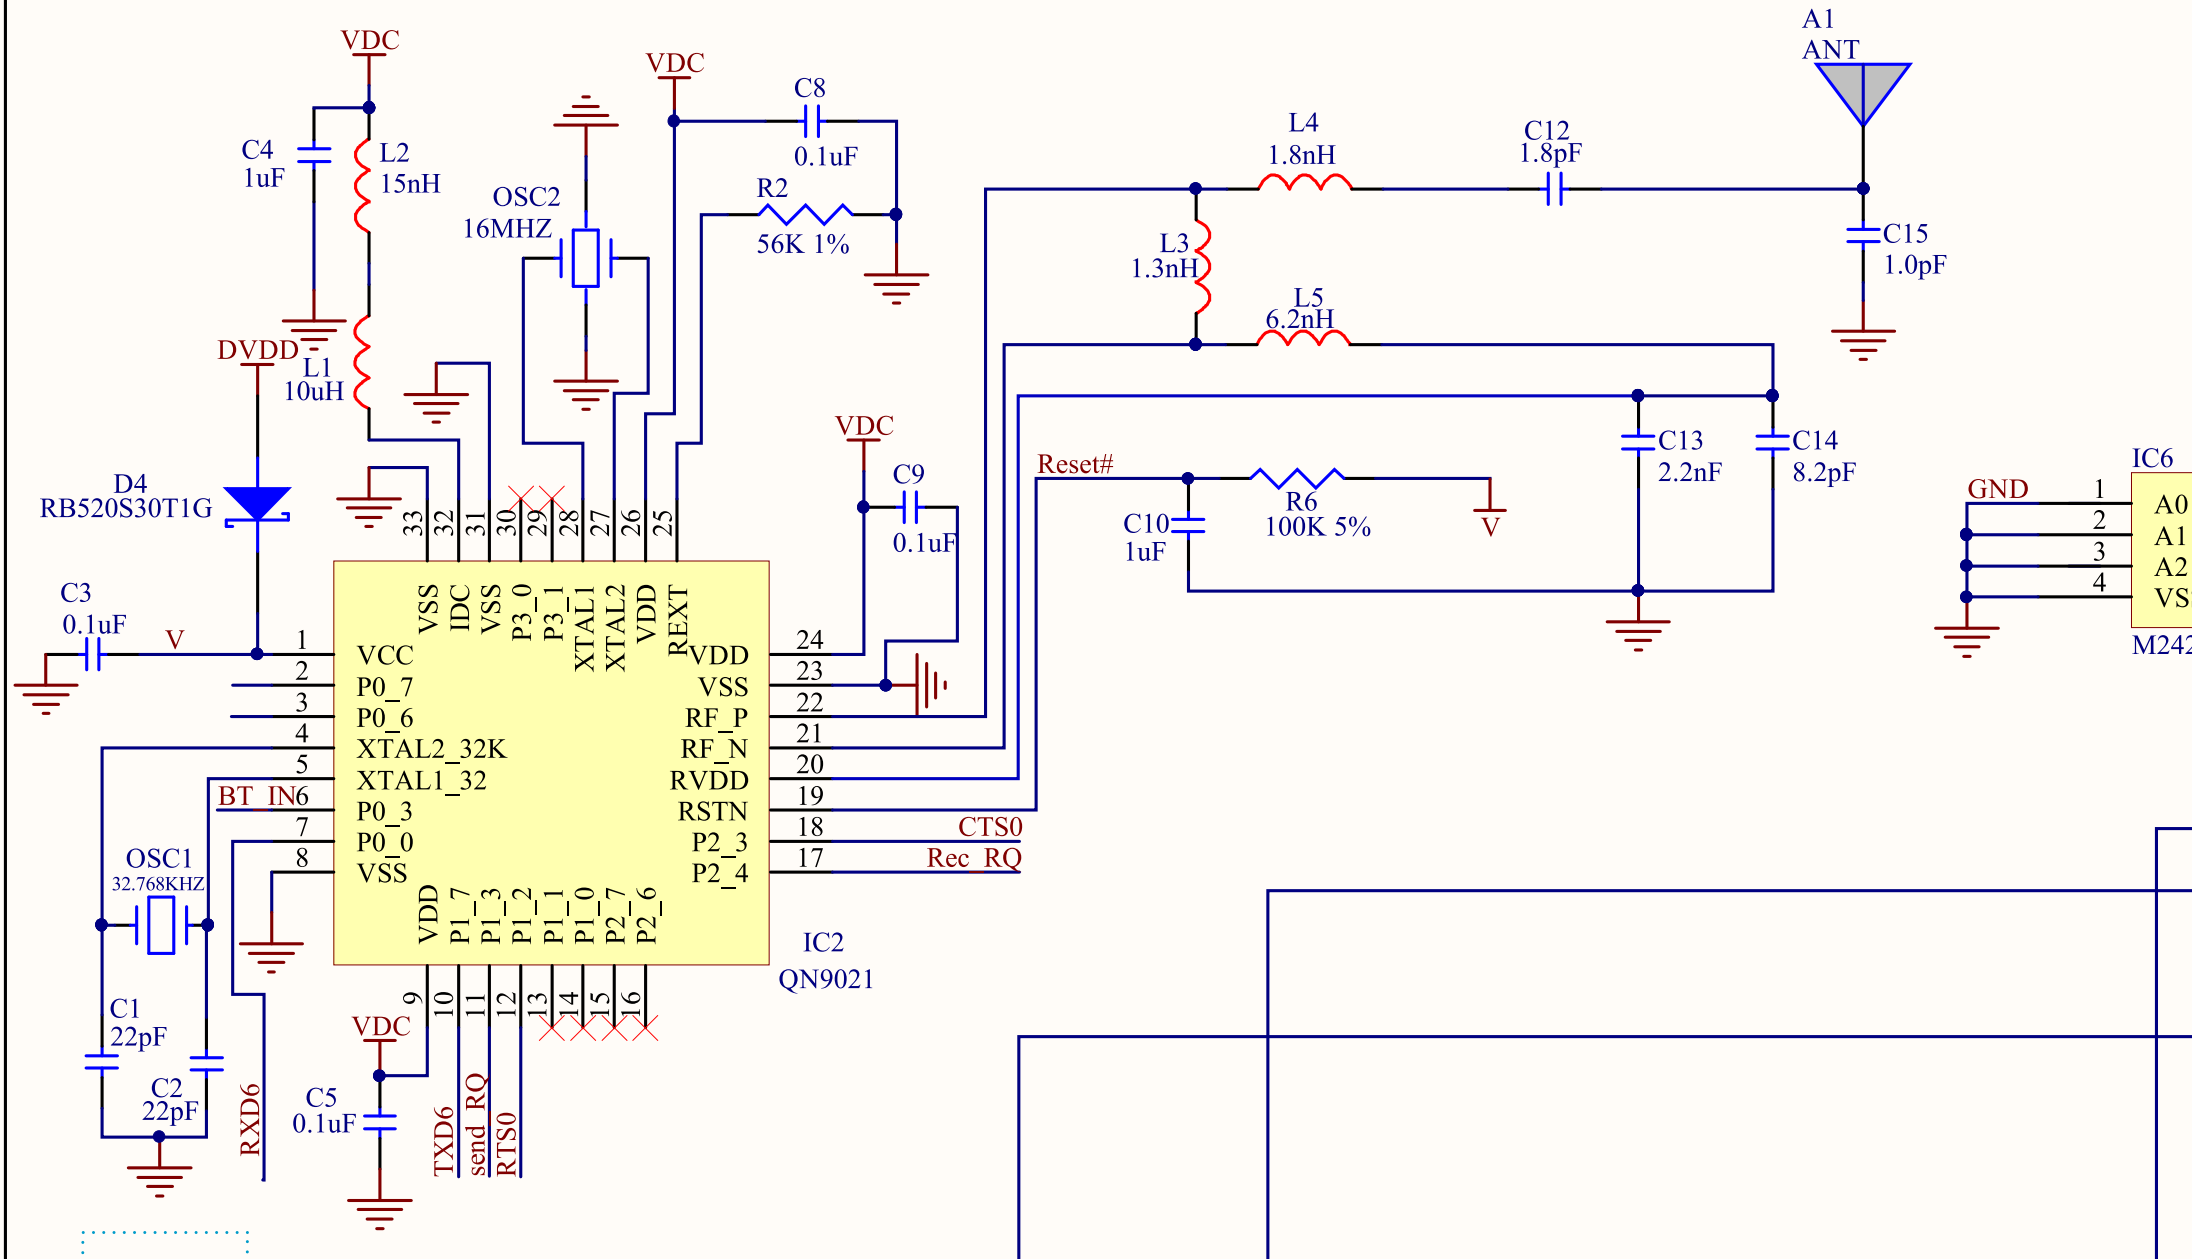 A1
ANT
VDC
VDC
C8
0.1uF
C4
1uF
L2
15nH
OSC2
16MHZ
R2
56K 1%
L4
1.8nH
C12
1.8pF
C15
1.0pF
L3
1.3nH
L5
6.2nH
DVDD
L1
10uH
VDC
C9
0.1uF
Reset#
R6
100K 5%
V
C10
1uF
C13
2.2nF
C14
8.2pF
IC6
GND
1
2
3
4
A0
A1
A2
M242
D4
RB520S30T1G
33
32
31
30
29
28
27
26
25
VSS
IDC
VSS
P3_0
P3_1
XTAL1
XTAL2
VDD
REXT
C3
0.1uF
V
1 VCC
2 P0_7
3 P0_6
4 XTAL2_32K
5 XTAL1_32
BT_IN 6 P0_3
7 P0_0
8 VSS
VDD 24
VSS 23
RF_P 22
RF_N 21
RVDD 20
RSTN 19
P2_3 18 CTS0
P2_4 17 Rec_RQ
OSC1
32.768KHZ
VDD
P1_7
P1_3
P1_2
P1_1
P1_0
P2_7
P2_6
IC2
QN9021
9
10
11
12
13
14
15
16
C1
22pF
C2
22pF
RXD6
VDC
C5
0.1uF
TXD6
send_RQ
RTS0